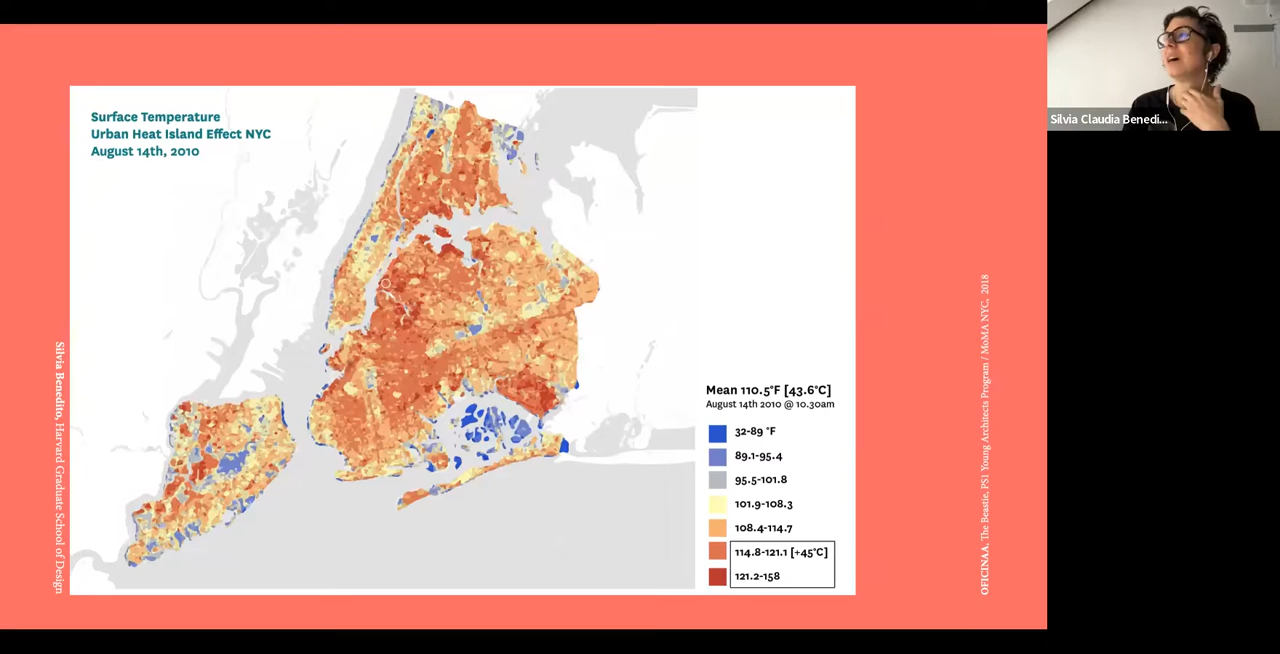 Surface Temperature
Urban Heat Island Effect NYC
August 14th, 2010
Silvia Claudia Benedi...
Mean 110.5°F [43.6°C]
August 14th 2010 @ 10.30am
32-89 °F
89.1-95.4
95.5-101.8
101.9-108.3
108.4-114.7
114.8-121.1 [+45°C]
121.2-158
Silvia Benedito, Harvard Graduate School of Design
OFICINAA. The Beastie, PS1 Young Architects Program / MoMA NYC, 2018